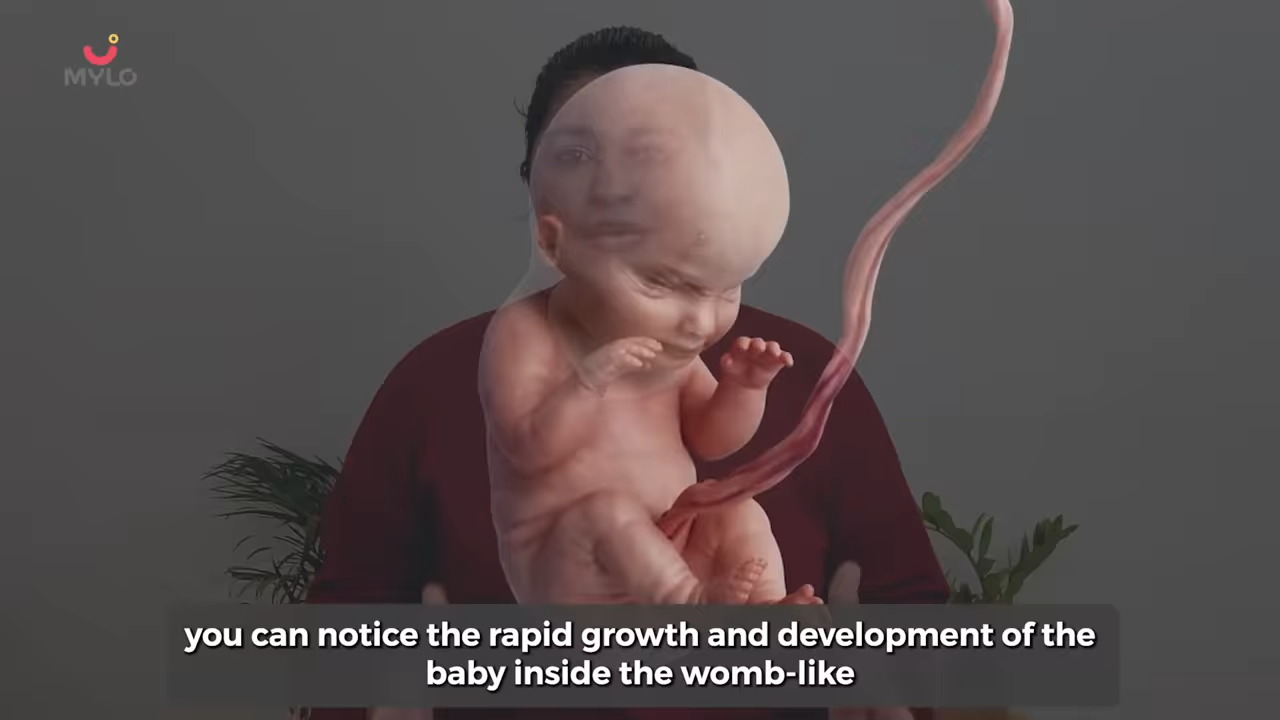 MYLO
you can notice the rapid growth and development of the
baby inside the womb-like